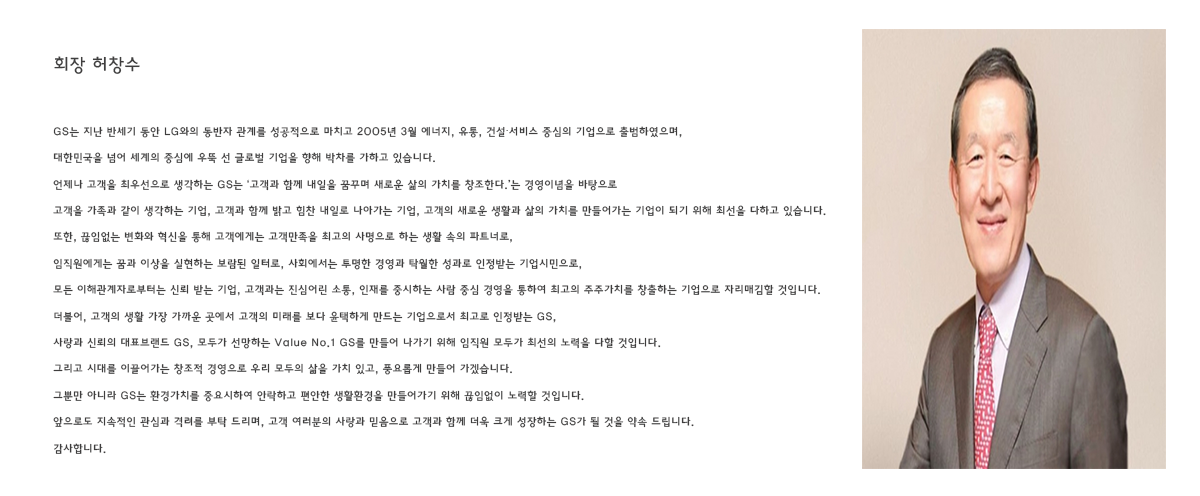 회장 허창수
GS는 지난 반세기 동안 LG와의 동반자 관계를 성공적으로 마치고 2005년 3월 에너지, 유통, 건설·서비스 중심의 기업으로 출범하였으며,
대한민국을 넘어 세계의 중심에 우뚝 선 글로벌 기업을 향해 박차를 가하고 있습니다.
언제나 고객을 최우선으로 생각하는 GS는 '고객과 함께 내일을 꿈꾸며 새로운 삶의 가치를 창조한다.'는 경영이념을 바탕으로
고객을 가족과 같이 생각하는 기업, 고객과 함께 밝고 힘찬 내일로 나아가는 기업, 고객의 새로운 생활과 삶의 가치를 만들어가는 기업이 되기 위해 최선을 다하고 있습니다.
또한, 끊임없는 변화와 혁신을 통해 고객에게는 고객만족을 최고의 사명으로 하는 생활 속의 파트너로,
임직원에게는 꿈과 이상을 실현하는 보람된 일터로, 사회에서는 투명한 경영과 탁월한 성과로 인정받는 기업시민으로,
모든 이해관계자로부터는 신뢰 받는 기업, 고객과는 진심어린 소통, 인재를 중시하는 사람 중심 경영을 통하여 최고의 주주가치를 창출하는 기업으로 자리매김할 것입니다.
더불어, 고객의 생활 가장 가까운 곳에서 고객의 미래를 보다 윤택하게 만드는 기업으로서 최고로 인정받는 GS,
사랑과 신뢰의 대표브랜드 GS, 모두가 선망하는 Value No.1 GS를 만들어 나가기 위해 임직원 모두가 최선의 노력을 다할 것입니다.
그리고 시대를 이끌어가는 창조적 경영으로 우리 모두의 삶을 가치 있고, 풍요롭게 만들어 가겠습니다.
그뿐만 아니라 GS는 환경가치를 중요시하여 안락하고 편안한 생활환경을 만들어가기 위해 끊임없이 노력할 것입니다.
앞으로도 지속적인 관심과 격려를 부탁 드리며, 고객 여러분의 사랑과 믿음으로 고객과 함께 더욱 크게 성장하는 GS가 될 것을 약속 드립니다.
감사합니다.